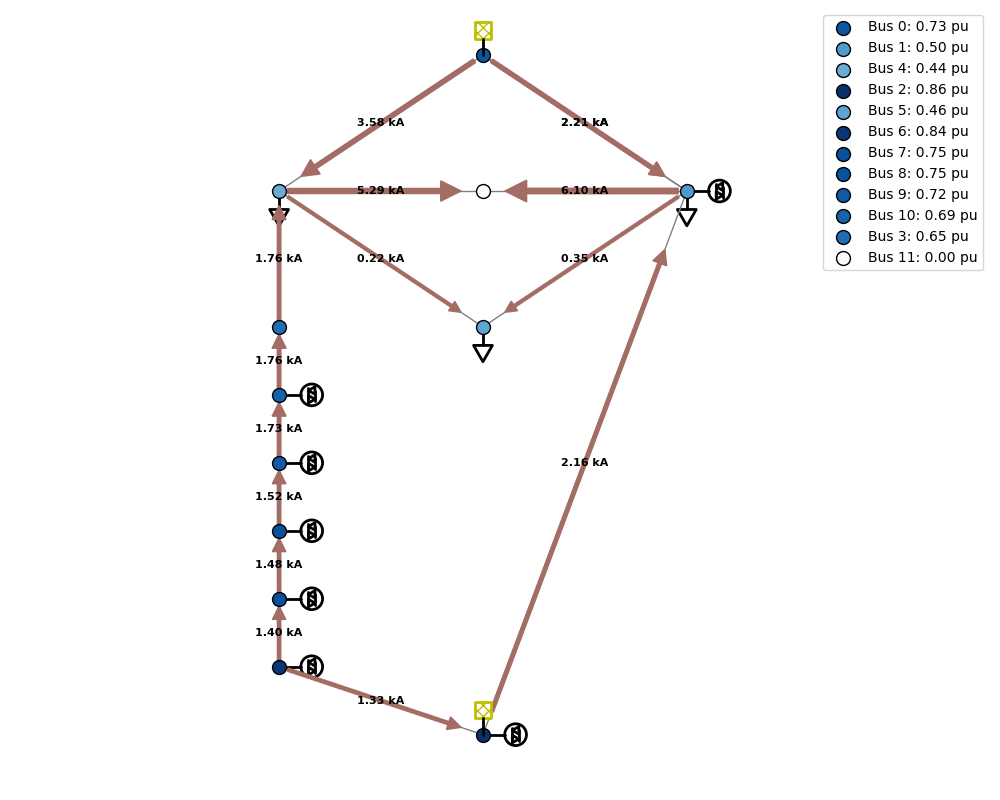 Bus 0: 0.73 pu
Bus 1: 0.50 pu
Bus 4: 0.44 pu
Bus 2: 0.86 pu
Bus 5: 0.46 pu
Bus 6: 0.84 pu
Bus 7: 0.75 pu
Bus 8: 0.75 pu
Bus 9: 0.72 pu
Bus 10: 0.69 pu
Bus 3: 0.65 pu
Bus 11: 0.00 pu
3.58 kA
2.21 kA
5.29 kA
6.10 kA
1.76 kA
0.22 kA
0.35 kA
1.76 kA
1.73 kA
2.16 kA
1.52 kA
1.48 kA
1.40 kA
1.33 kA